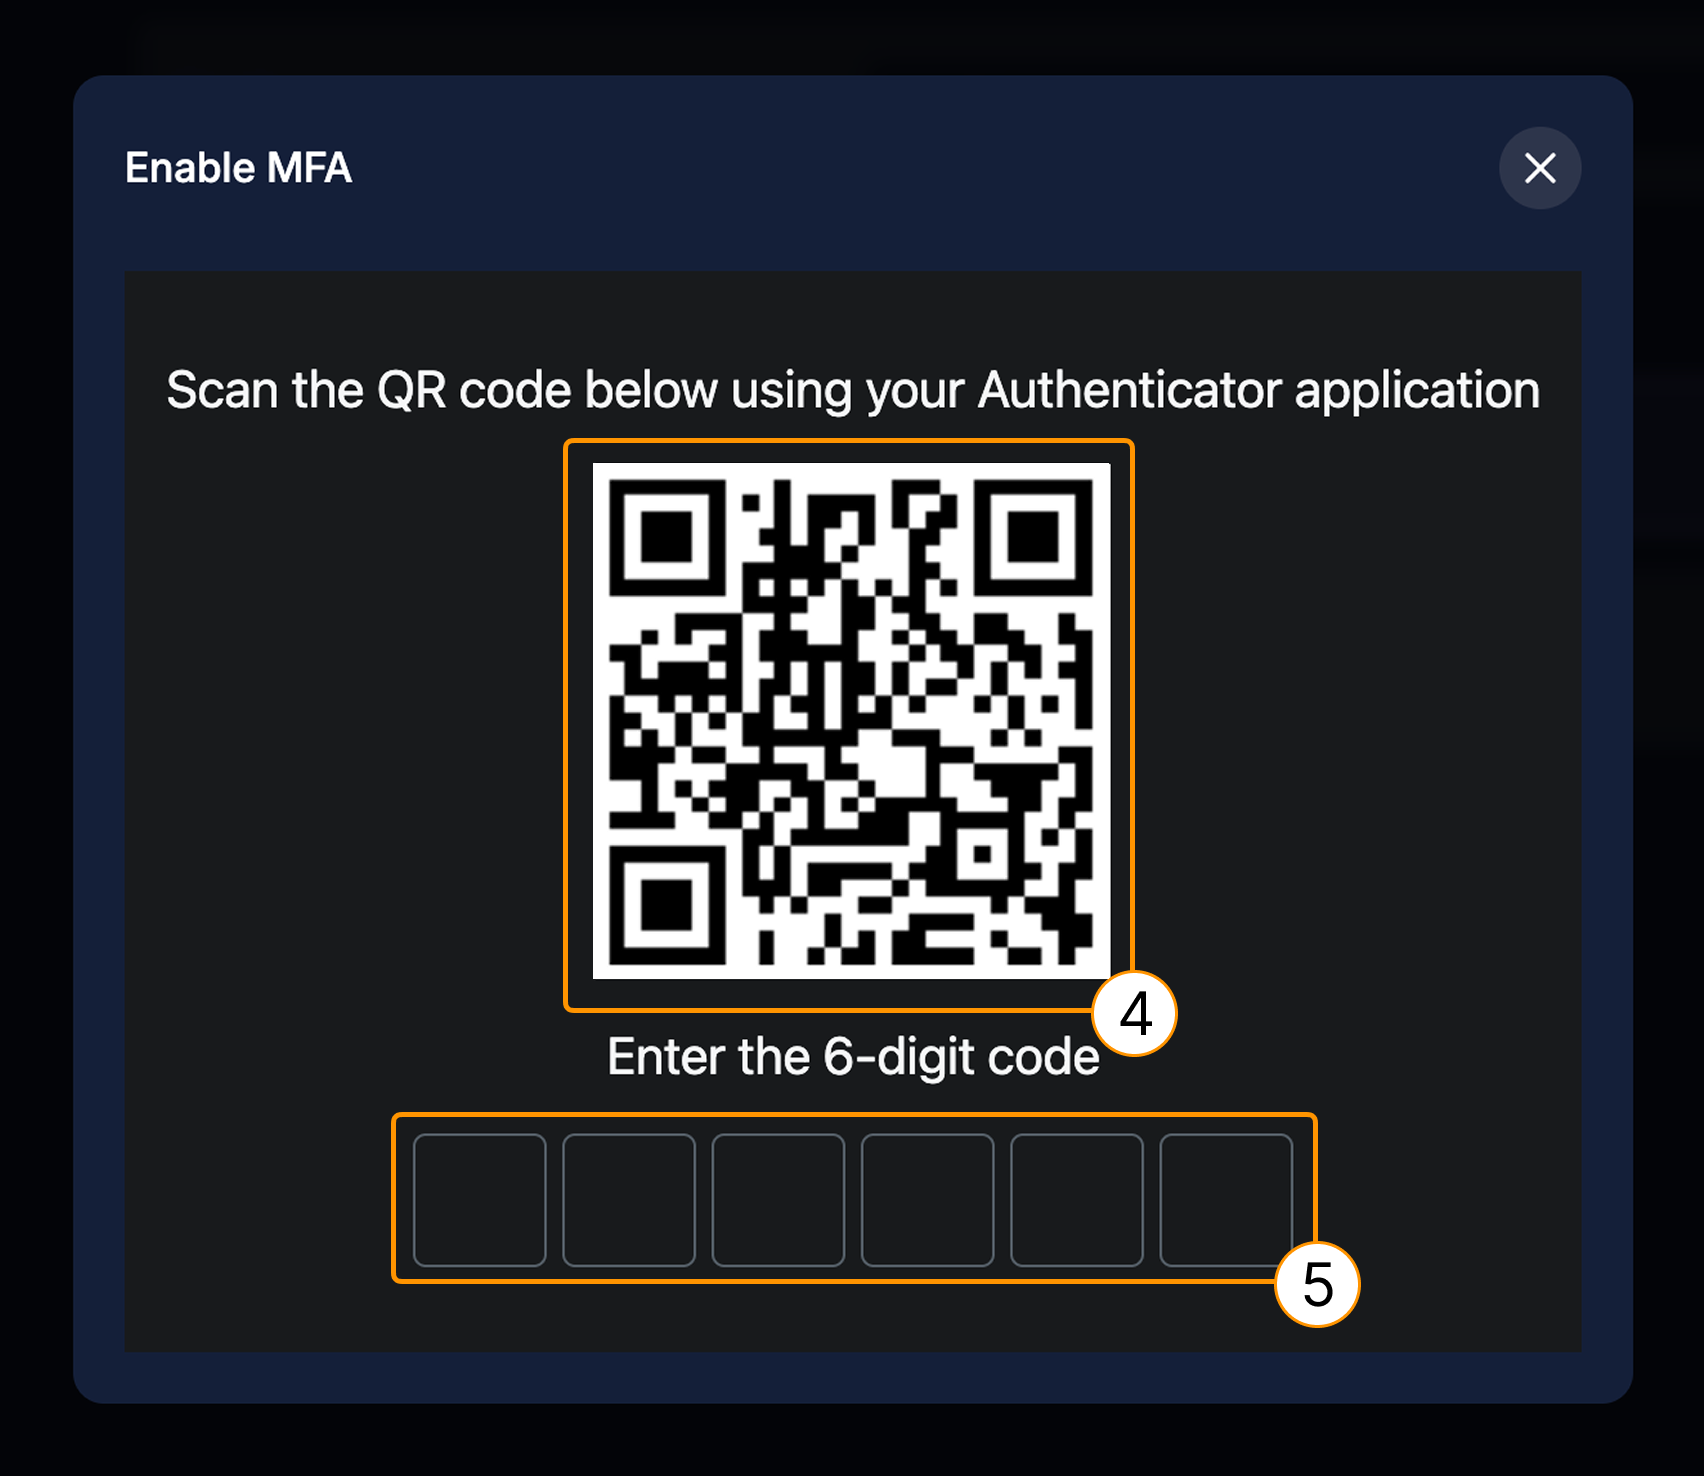 Enable MFA
Scan the QR code below using your Authenticator application
4
Enter the 6-digit code
5